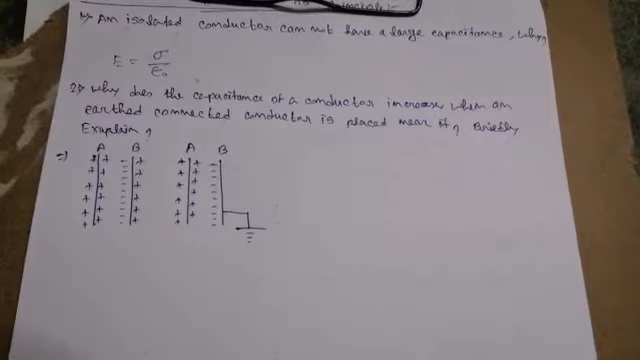 1⟩ An isolated conductor can not have a large capacitance, why?
E = σ/ε₀
2⟩ Why does the capacitance of a conductor increase when an
earthed connected conductor is placed near it? Briefly
Exaplain?
⇒⟩ A B A B